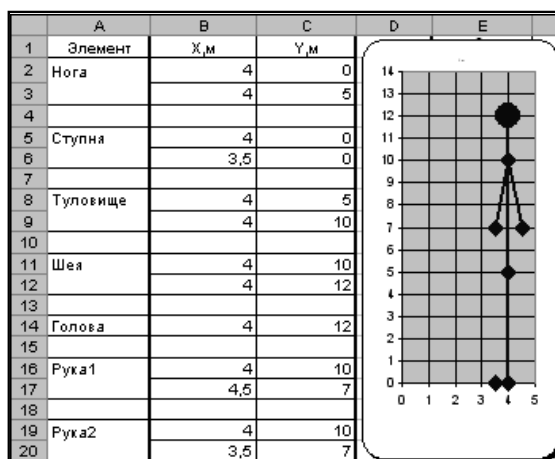 A B C D E
1 Элемент X,м Y,м
2 Нога 4 0
3 4 5
4
5 Ступня 4 0
6 3,5 0
7
8 Туловище 4 5
9 4 10
10
11 Шея 4 10
12 4 12
13
14 Голова 4 12
15
16 Рука1 4 10
17 4,5 7
18
19 Рука2 4 10
20 3,5 7
14
13
12
11
10
9
8
7
6
5
4
3
2
1
0
0 1 2 3 4 5